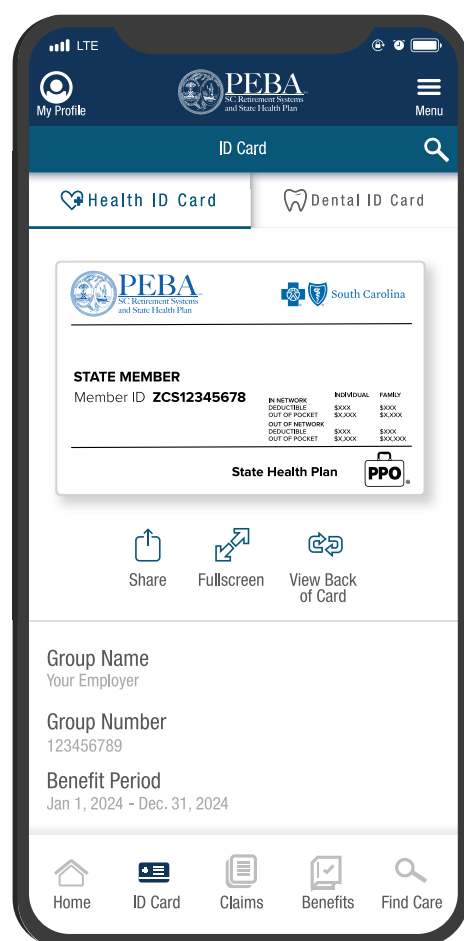 LTE
My Profile
PEBA
SC Retirement Systems
and State Health Plan
Menu
ID Card
Health ID Card
Dental ID Card
PEBA
SC Retirement Systems
and State Health Plan
South Carolina
STATE MEMBER
Member ID ZCS12345678
INDIVIDUAL FAMILY
IN NETWORK
DEDUCTIBLE $XXX $XXX
OUT OF POCKET $X,XXX $X,XXX
OUT OF NETWORK
DEDUCTIBLE $XXX $XXX
OUT OF POCKET $X,XXX $XX,XXX
State Health Plan
PPO®
Share
Fullscreen
View Back
of Card
Group Name
Your Employer
Group Number
123456789
Benefit Period
Jan 1, 2024 - Dec. 31, 2024
Home
ID Card
Claims
Benefits
Find Care